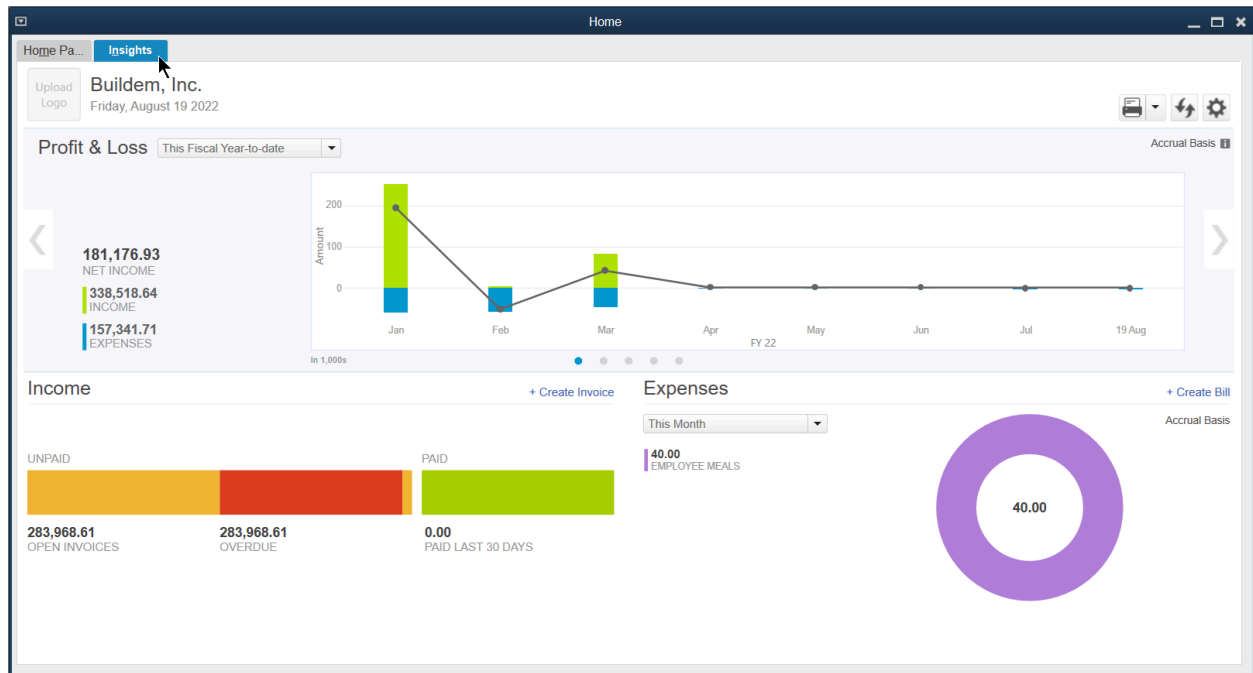 Home
Home Pa...
Insights
Upload
Logo
Buildem, Inc.
Friday, August 19 2022
Profit & Loss
This Fiscal Year-to-date
Accrual Basis
181,176.93
NET INCOME
338,518.64
INCOME
157,341.71
EXPENSES
Amount
200
100
0
Jan Feb Mar Apr May Jun Jul 19 Aug
FY 22
In 1,000s
Income
+ Create Invoice
UNPAID
PAID
283,968.61
OPEN INVOICES
283,968.61
OVERDUE
0.00
PAID LAST 30 DAYS
Expenses
+ Create Bill
This Month
Accrual Basis
40.00
EMPLOYEE MEALS
40.00